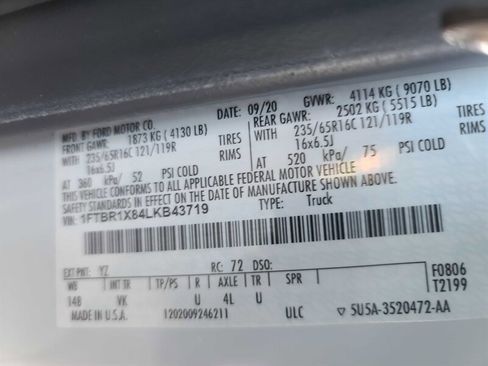 MFD. BY FORD MOTOR CO.
DATE: 09/20 GVWR: 4114 KG ( 9070 LB)
FRONT GAWR: 1873 KG ( 4130 LB) REAR GAWR: 2502 KG ( 5515 LB)
WITH 235/65R16C 121/119R TIRES WITH 235/65R16C 121/119R TIRES
16x6.5J RIMS 16x6.5J RIMS
AT 360 kPa/ 52 PSI COLD AT 520 kPa/ 75 PSI COLD
THIS VEHICLE CONFORMS TO ALL APPLICABLE FEDERAL MOTOR VEHICLE
SAFETY STANDARDS IN EFFECT ON THE DATE OF MANUFACTURE SHOWN ABOVE.
VIN: 1FTBR1X84LKB43719 TYPE: Truck
EXT PNT: YZ RC: 72 DSO:
WB INT TR TP/PS R AXLE TR SPR
148 VK U 4L U
F0806
T2199
MADE IN U.S.A. 1202009246211 ULC 5U5A-3520472-AA